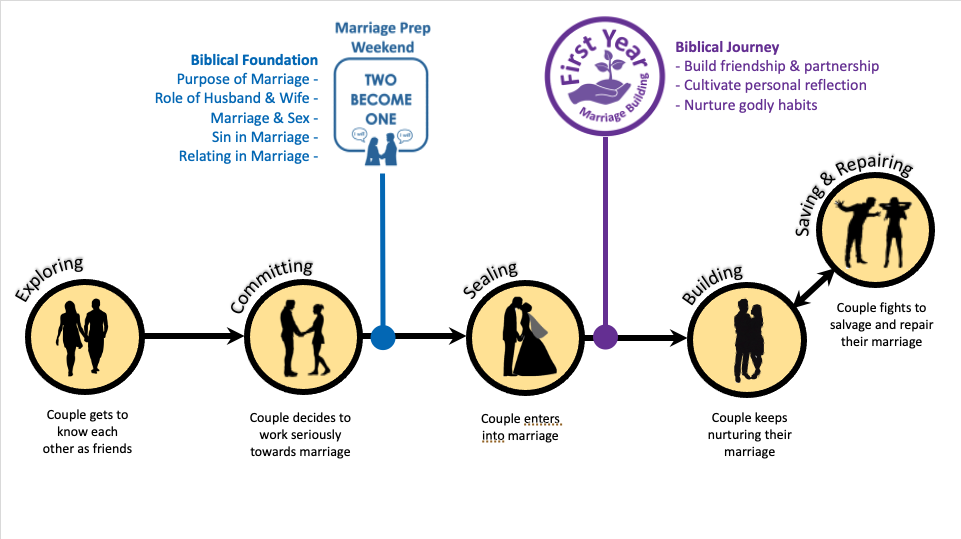 Marriage Prep
Weekend
Biblical Foundation
Purpose of Marriage -
Role of Husband & Wife -
Marriage & Sex -
Sin in Marriage -
Relating in Marriage -
TWO
BECOME
ONE
I will
I will
First Year
Marriage Building
Biblical Journey
- Build friendship & partnership
- Cultivate personal reflection
- Nurture godly habits
Exploring
Couple gets to
know each
other as friends
Committing
Couple decides to
work seriously
towards marriage
Sealing
Couple enters
into marriage
Building
Couple keeps
nurturing their
marriage
Saving & Repairing
Couple fights to
salvage and repair
their marriage